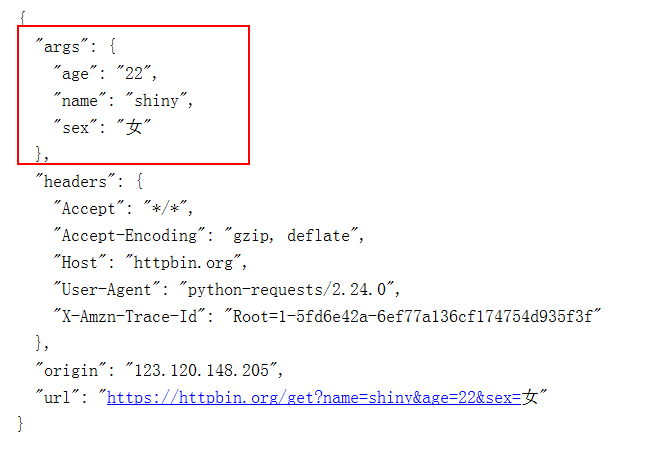 {
"args": {
"age": "22",
"name": "shiny",
"sex": "女"
},
"headers": {
"Accept": "*/*",
"Accept-Encoding": "gzip, deflate",
"Host": "httpbin.org",
"User-Agent": "python-requests/2.24.0",
"X-Amzn-Trace-Id": "Root=1-5fd6e42a-6ef77a136cf174754d935f3f"
},
"origin": "123.120.148.205",
"url": "https://httpbin.org/get?name=shiny&age=22&sex=女"
}